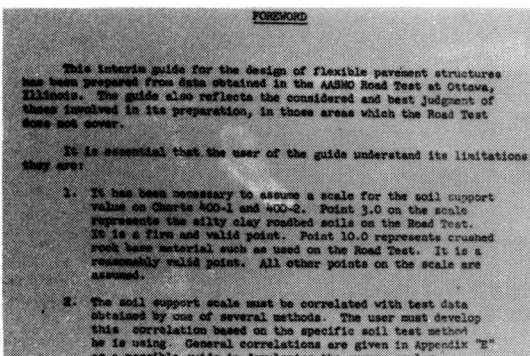 FOREWORD
This interim guide for the design of flexible pavement structures
has been prepared from data obtained in the AASHO Road Test at Ottawa,
Illinois. The guide also reflects the considered and best judgment of
those involved in its preparation, in those areas which the Road Test
does not cover.
It is essential that the user of the guide understand its limitations
they are:
1. It has been necessary to assume a scale for the soil support
value on Charts 400-1 and 400-2. Point 3.0 on the scale
represents the silty clay roadbed soils on the Road Test.
It is a firm and valid point. Point 10.0 represents crushed
rock base material such as used on the Road Test. It is a
reasonably valid point. All other points on the scale are
assumed.
2. The soil support scale must be correlated with test data
obtained by one of several methods. The user must develop
this correlation based on the specific soil test method
he is using. General correlations are given in Appendix "E"